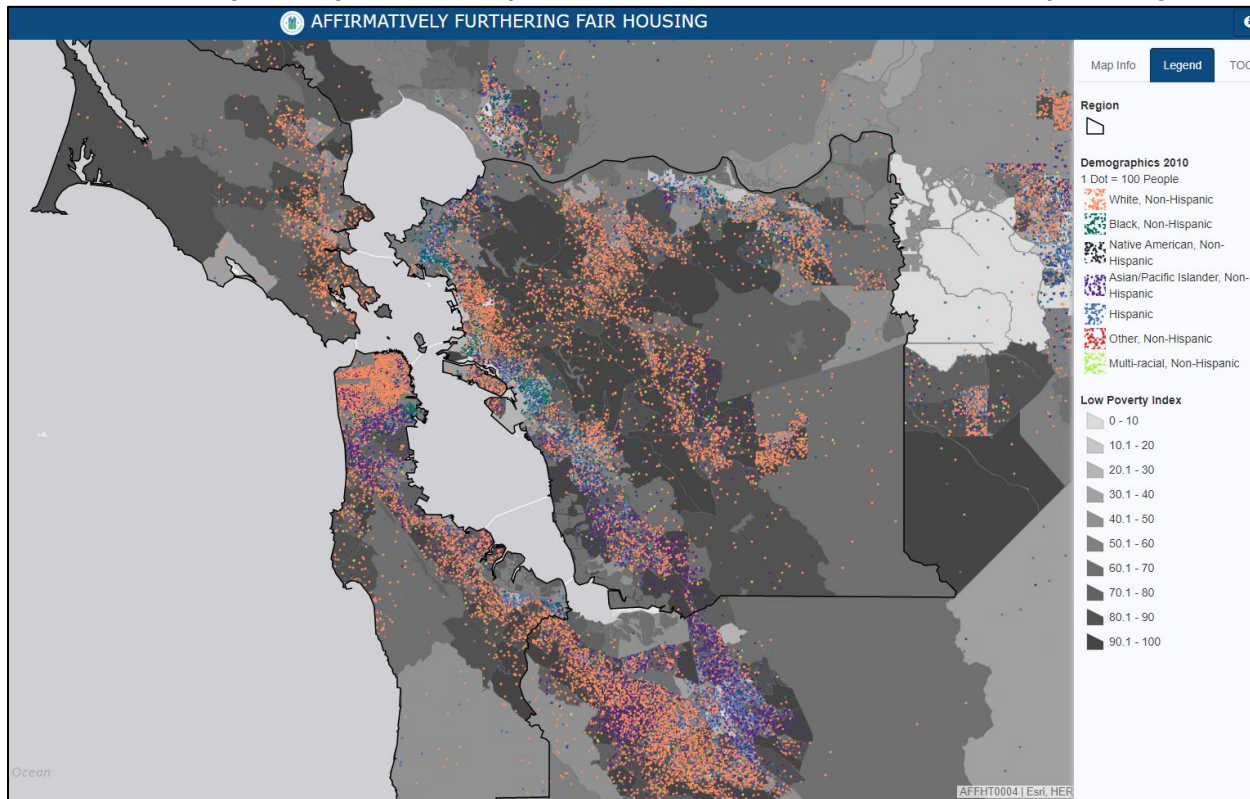 AFFIRMATIVELY FURTHERING FAIR HOUSING
Map Info
Legend
TOC
Region
Demographics 2010
1 Dot = 100 People
White, Non-Hispanic
Black, Non-Hispanic
Native American, Non-
Hispanic
Asian/Pacific Islander, Non-
Hispanic
Hispanic
Other, Non-Hispanic
Multi-racial, Non-Hispanic
Low Poverty Index
0 - 10
10.1 - 20
20.1 - 30
30.1 - 40
40.1 - 50
50.1 - 60
60.1 - 70
70.1 - 80
80.1 - 90
90.1 - 100
Ocean
AFFHT0004 | Esri, HER